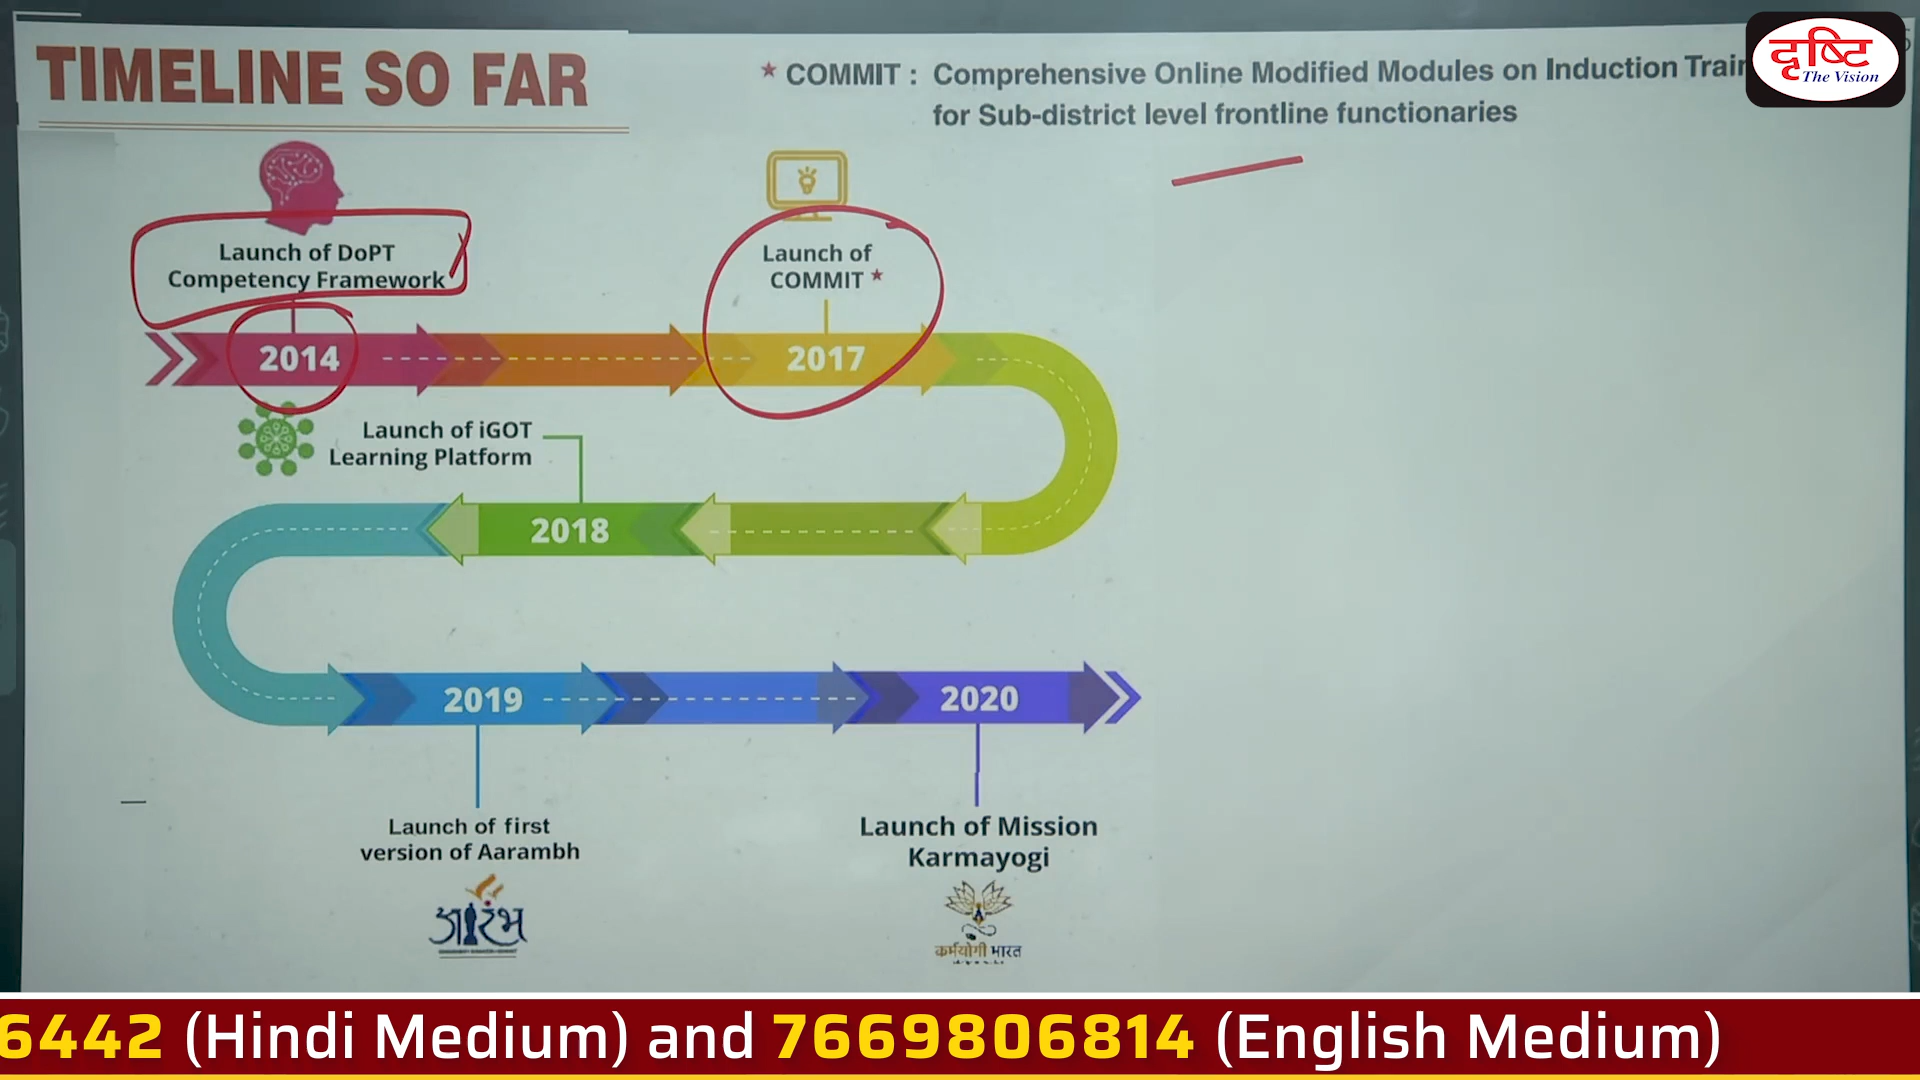 TIMELINE SO FAR
★ COMMIT : Comprehensive Online Modified Modules on Induction
for Sub-district level frontline functionaries
दृष्टि
The Vision
Launch of DoPT
Competency Framework
Launch of
COMMIT ★
2014
2017
Launch of iGOT
Learning Platform
2018
2019
2020
Launch of first
version of Aarambh
Launch of Mission
Karmayogi
आरंभ
कर्मयोगी भारत
6442 (Hindi Medium) and 7669806814 (English Medium)